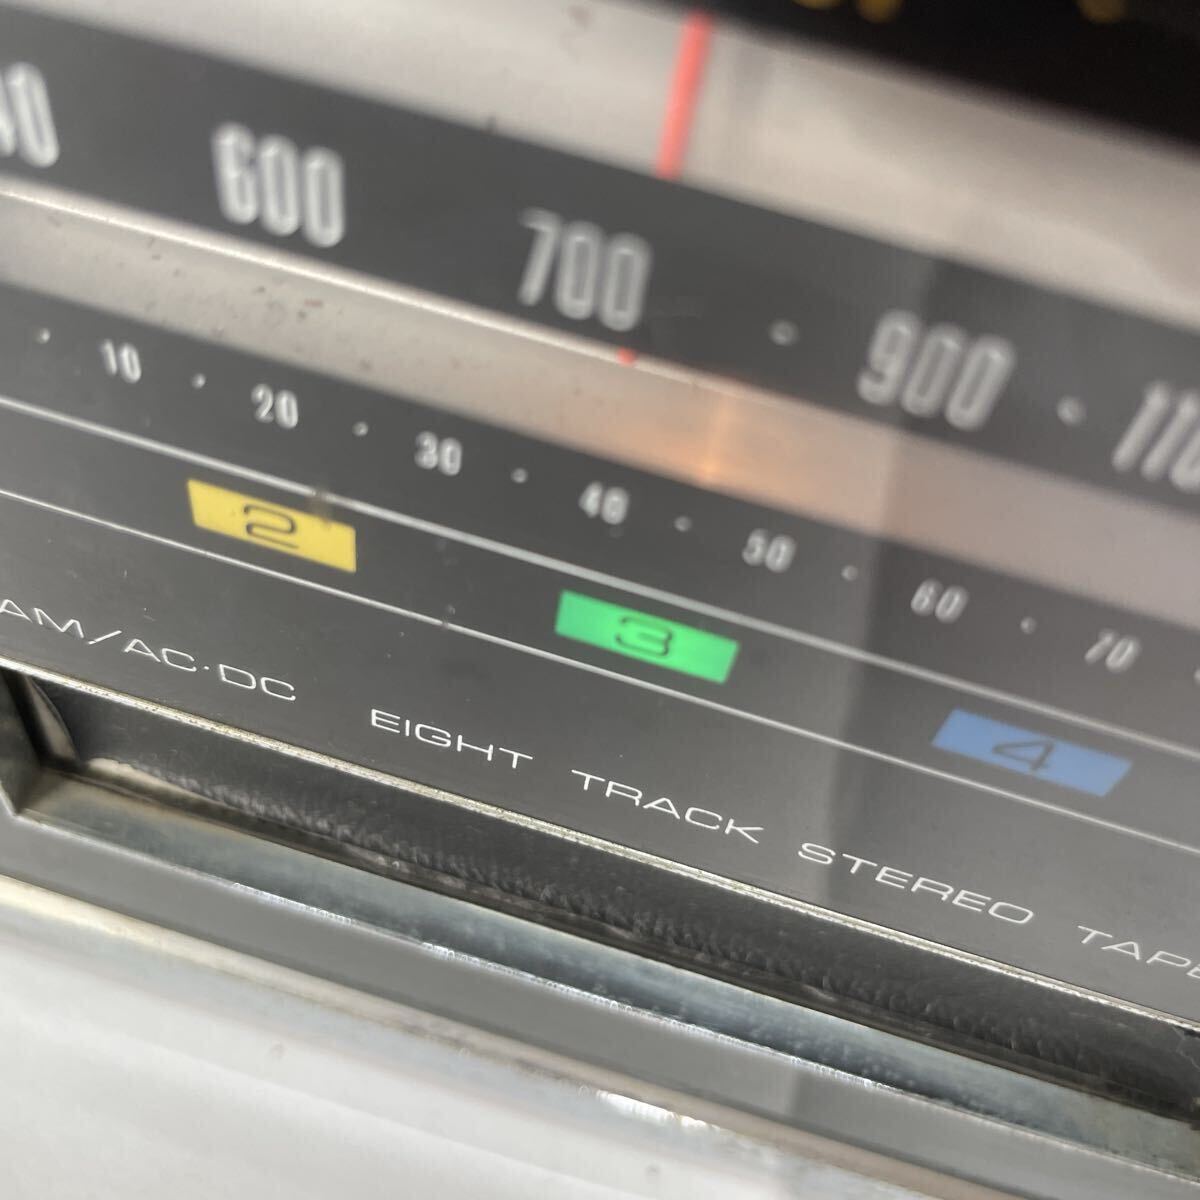 600 700 · 900 ·
· 10 · 20 · 30 · 40 · 50 · 60 · 70
2 3 4
AM/AC·DC EIGHT TRACK STEREO